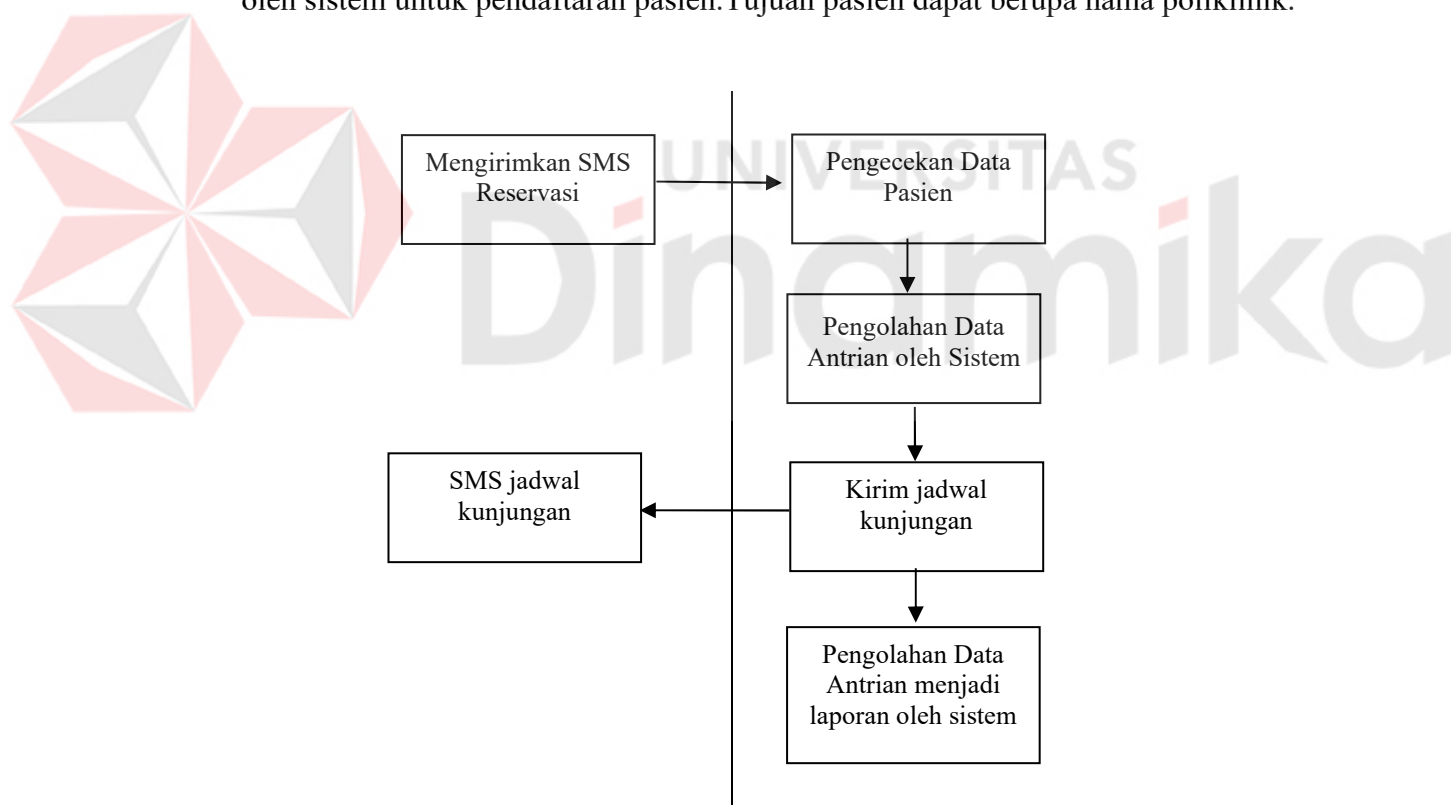 oleh sistem untuk pendaftaran pasien.Tujuan pasien dapat berupa nama poliklinik.
UNIVERSITAS
Dinamika
Mengirimkan SMS
Reservasi
Pengecekan Data
Pasien
Pengolahan Data
Antrian oleh Sistem
SMS jadwal
kunjungan
Kirim jadwal
kunjungan
Pengolahan Data
Antrian menjadi
laporan oleh sistem